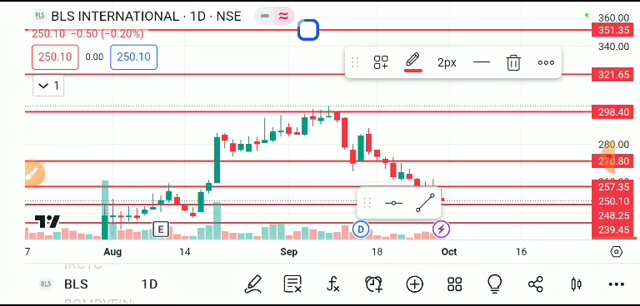 BLS INTERNATIONAL · 1D · NSE
250.10 −0.50 (−0.20%)
250.10 0.00 250.10
1
2px
360.00
351.35
340.00
321.65
298.40
280.00
270.80
257.35
250.10
248.25
239.45
E D
7 Aug 14 Sep 18 Oct 16
BLS 1D